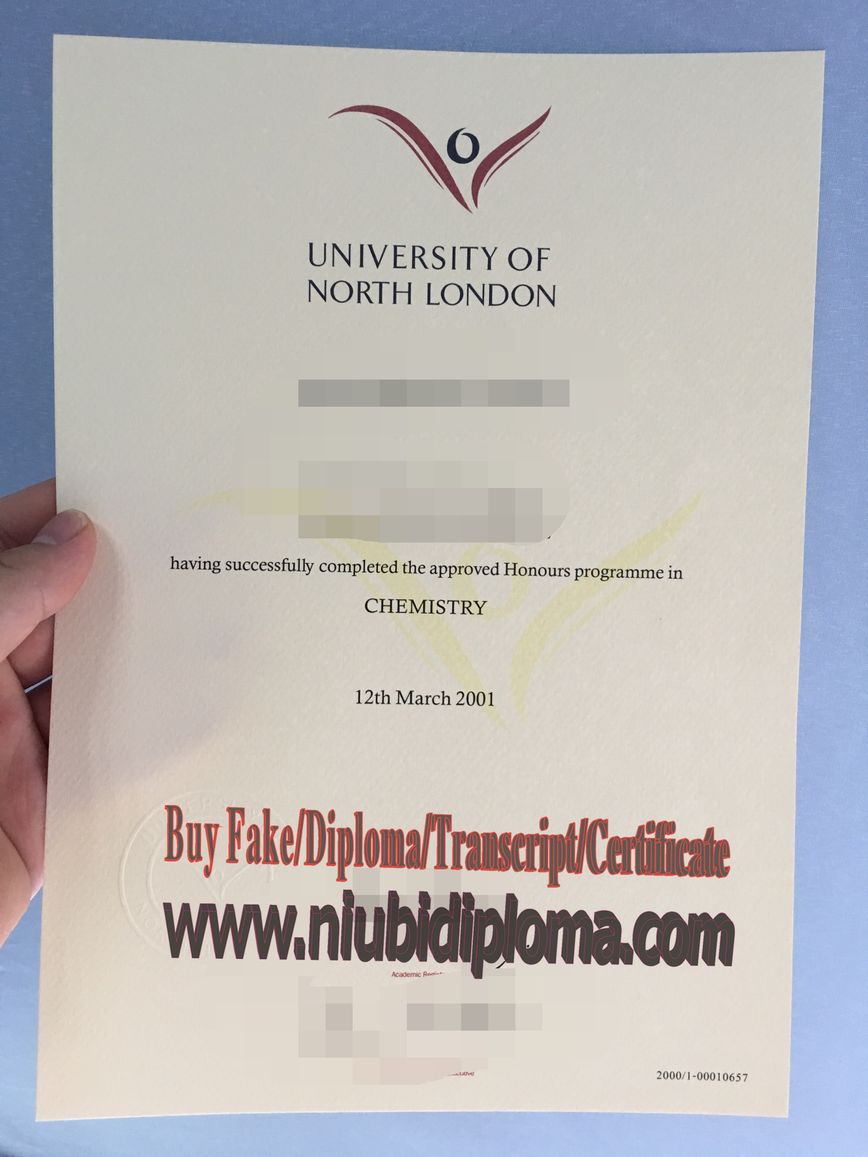 UNIVERSITY OF
NORTH LONDON
having successfully completed the approved Honours programme in
CHEMISTRY
12th March 2001
Buy Fake/Diploma/Transcript/Certificate
www.niubidiploma.com
Academic
2000/1-00010657